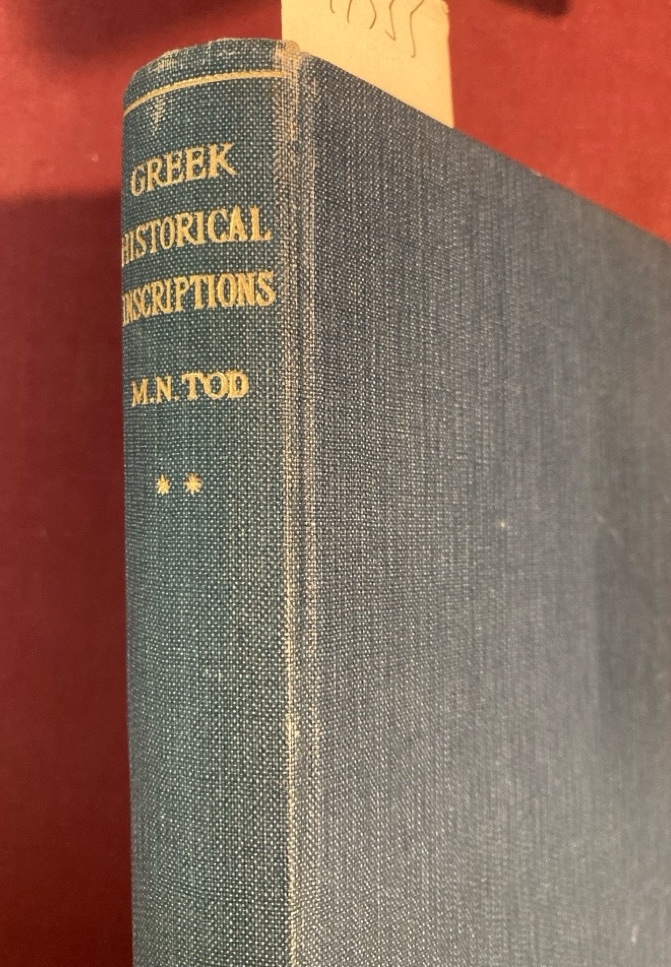 GREEK
HISTORICAL
INSCRIPTIONS
M.N. TOD